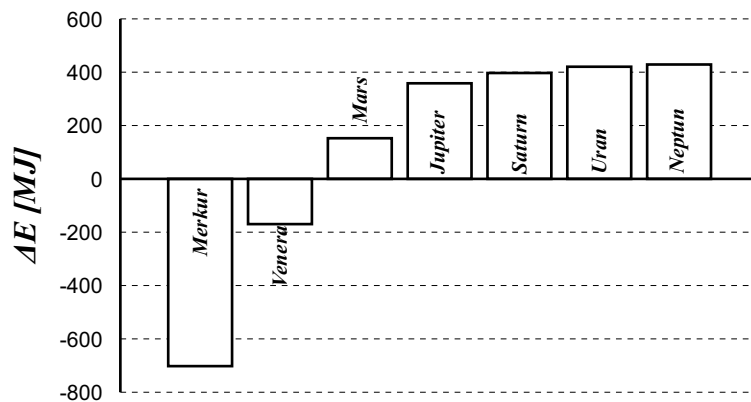 600
400
200
0
-200
-400
-600
-800
ΔE [MJ]
Merkur
Venera
Mars
Jupiter
Saturn
Uran
Neptun